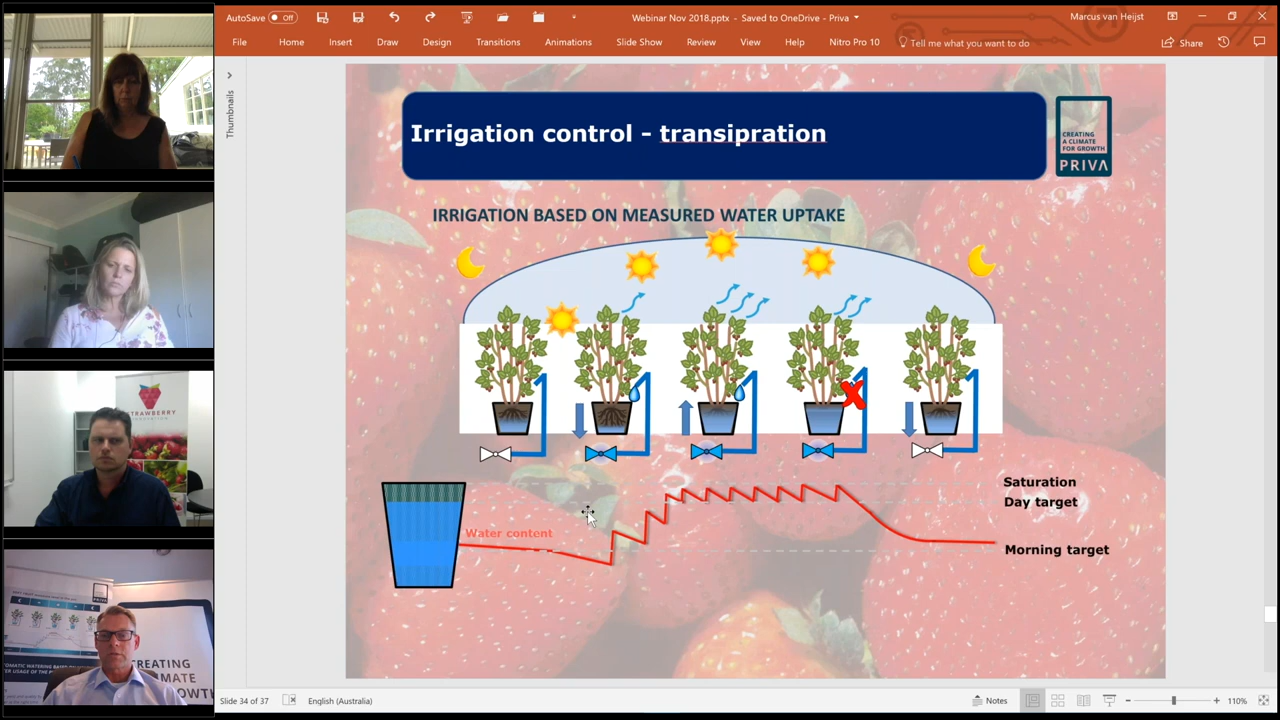 AutoSave Off
Webinar Nov 2018.pptx - Saved to OneDrive - Priva
Marcus van Heijst
File Home Insert Draw Design Transitions Animations Slide Show Review View Help Nitro Pro 10 Tell me what you want to do
Share
Thumbnails
Irrigation control - transipration
CREATING
A CLIMATE
FOR GROWTH
PRIVA
IRRIGATION BASED ON MEASURED WATER UPTAKE
Saturation
Day target
Water content
Morning target
STRAWBERRY
Slide 34 of 37
English (Australia)
Notes
110%